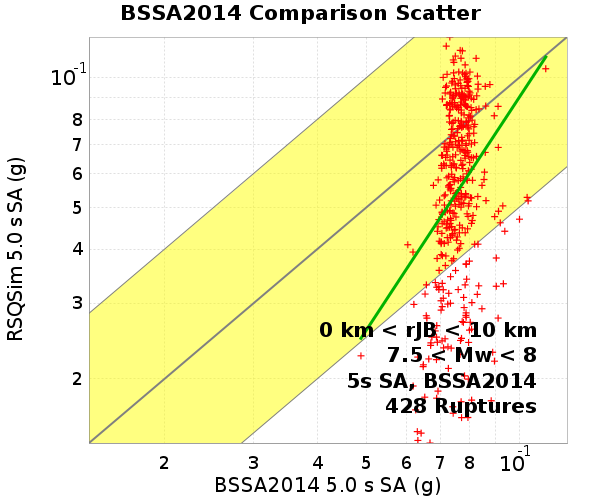 BSSA2014 Comparison Scatter
RSQSim 5.0 s SA (g)
10-1
8
7
6
5
4
3
2
0 km < rJB < 10 km
7.5 < Mw < 8
5s SA, BSSA2014
428 Ruptures
2 3 4 5 6 7 8 10-1
BSSA2014 5.0 s SA (g)